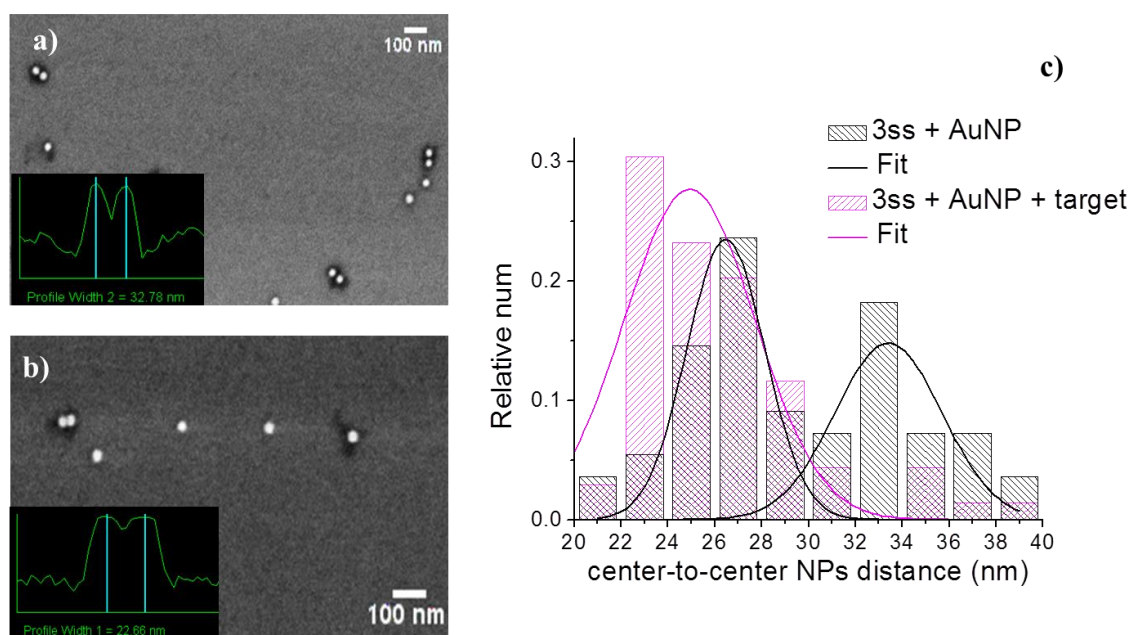 a)
100 nm
Profile Width 2 = 32.78 nm
b)
100 nm
Profile Width 1 = 22.66 nm
c)
3ss + AuNP
Fit
3ss + AuNP + target
Fit
Relative num
0.3
0.2
0.1
0.0
20 22 24 26 28 30 32 34 36 38 40
center-to-center NPs distance (nm)